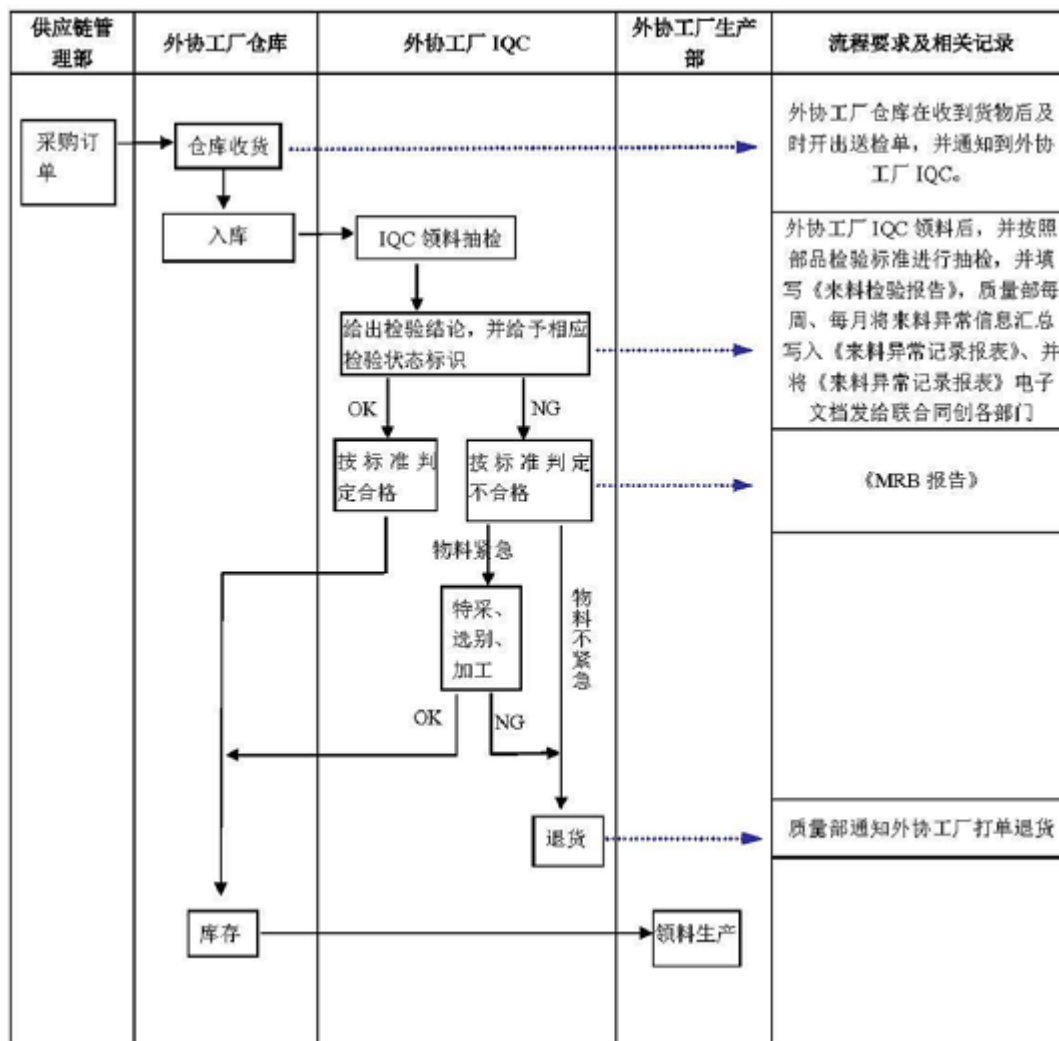 供应链管
理部
外协工厂仓库
外协工厂 IQC
外协工厂生产
部
流程要求及相关记录
采购订
单
仓库收货
外协工厂仓库在收到货物后及
时开出送检单，并通知到外协
工厂 IQC。
入库
IQC 领料抽检
外协工厂 IQC 领料后，并按照
部品检验标准进行抽检，并填
写《来料检验报告》，质量部每
周、每月将来料异常信息汇总
写入《来料异常记录报表》、并
将《来料异常记录报表》电子
文档发给联合同创各部门
给出检验结论，并给予相应
检验状态标识
OK
NG
按标准判
定合格
按标准判定
不合格
《MRB 报告》
物料紧急
物料不紧急
特采、
选别、
加工
OK
NG
退货
质量部通知外协工厂打单退货
库存
领料生产